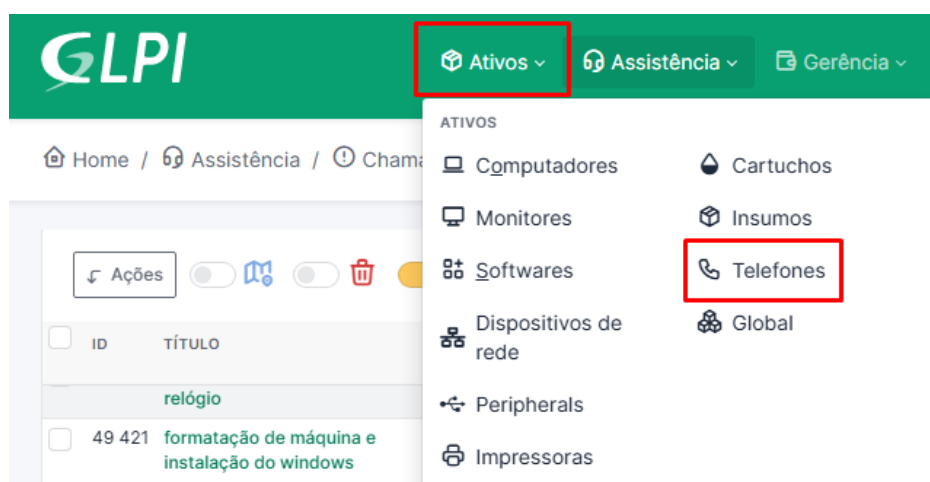 GLPI
Ativos
Assistência
Gerência
Home / Assistência / Chama
ATIVOS
Computadores
Cartuchos
Monitores
Insumos
Softwares
Telefones
Dispositivos de
rede
Global
Peripherals
Impressoras
Ações
ID TÍTULO
relógio
49 421 formatação de máquina e
instalação do windows